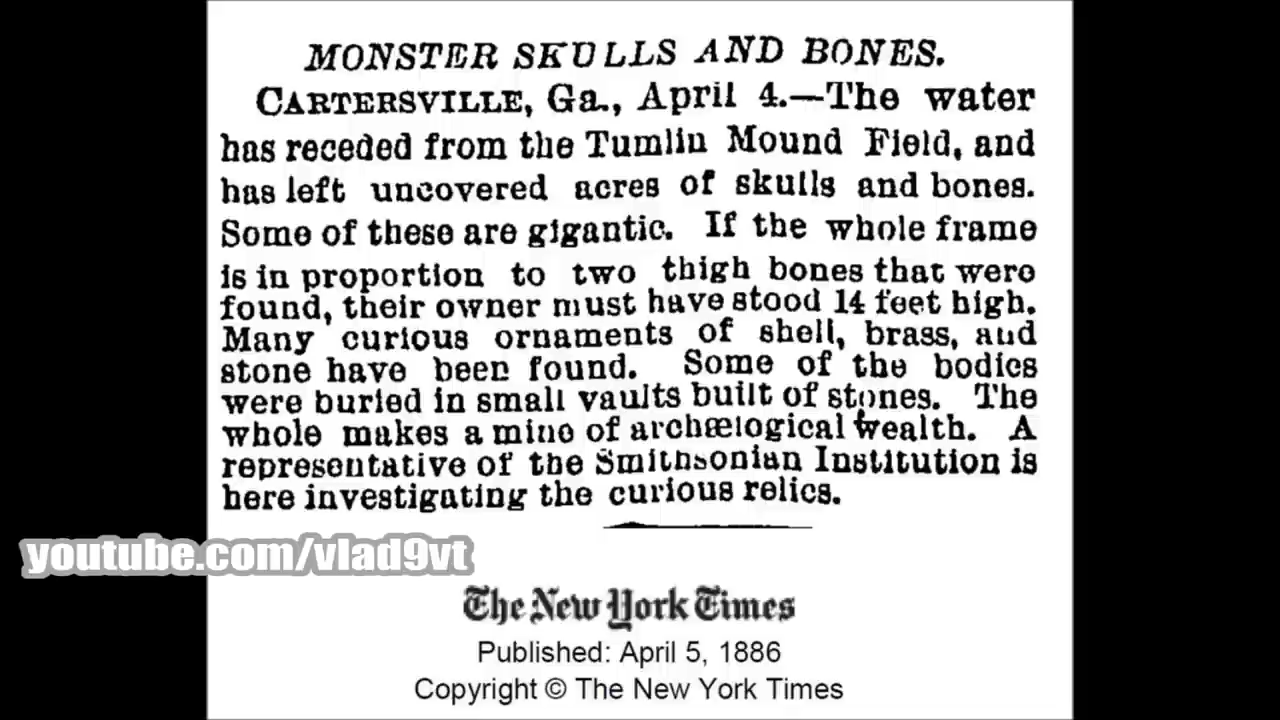 MONSTER SKULLS AND BONES.
CARTERSVILLE, Ga., April 4.—The water
has receded from the Tumlin Mound Field, and
has left uncovered acres of skulls and bones.
Some of these are gigantic. If the whole frame
is in proportion to two thigh bones that were
found, their owner must have stood 14 feet high.
Many curious ornaments of shell, brass, and
stone have been found. Some of the bodies
were buried in small vaults built of stones. The
whole makes a mine of archælogical wealth. A
representative of the Smithsonian Institution is
here investigating the curious relics.
youtube.com/vlad9vt
The New York Times
Published: April 5, 1886
Copyright © The New York Times